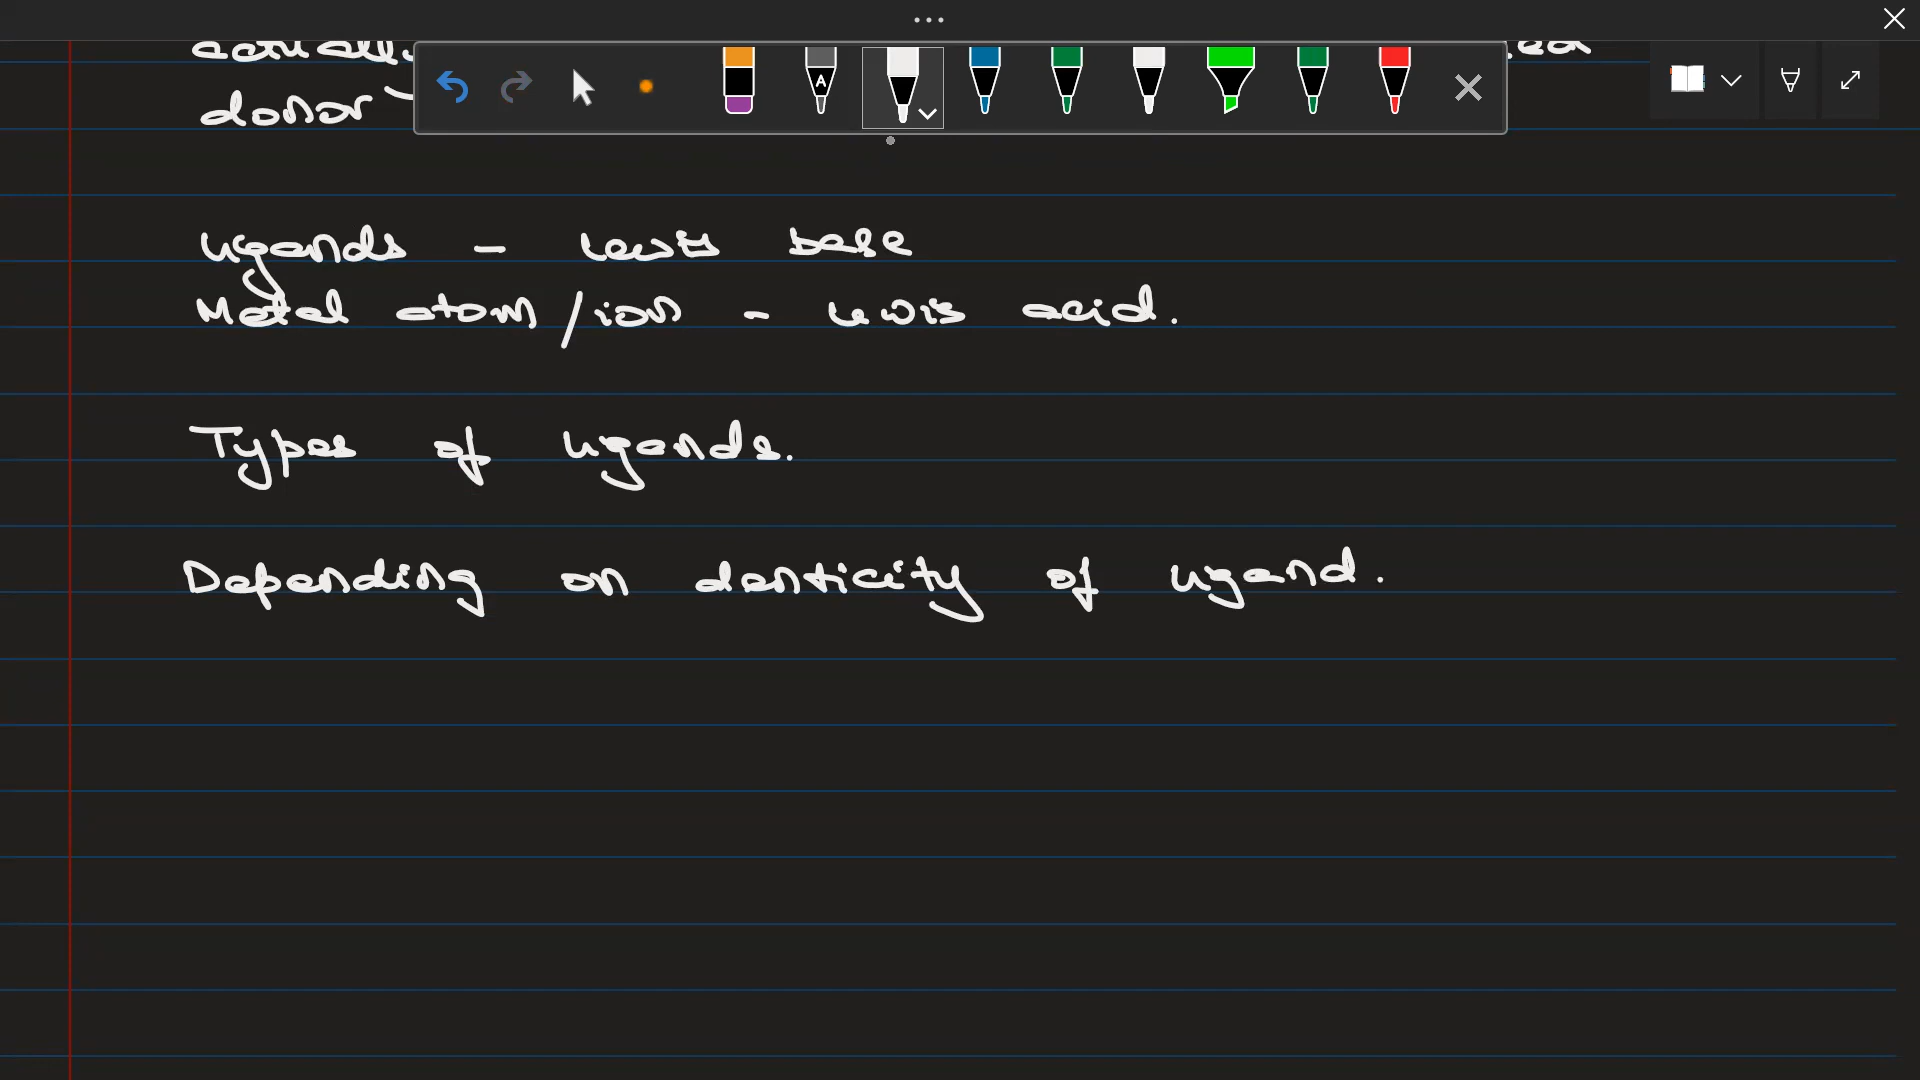 donor
ligands - lewis base
Metal atom/ion - lewis acid.
Types of ligands.
Depending on denticity of ligand.